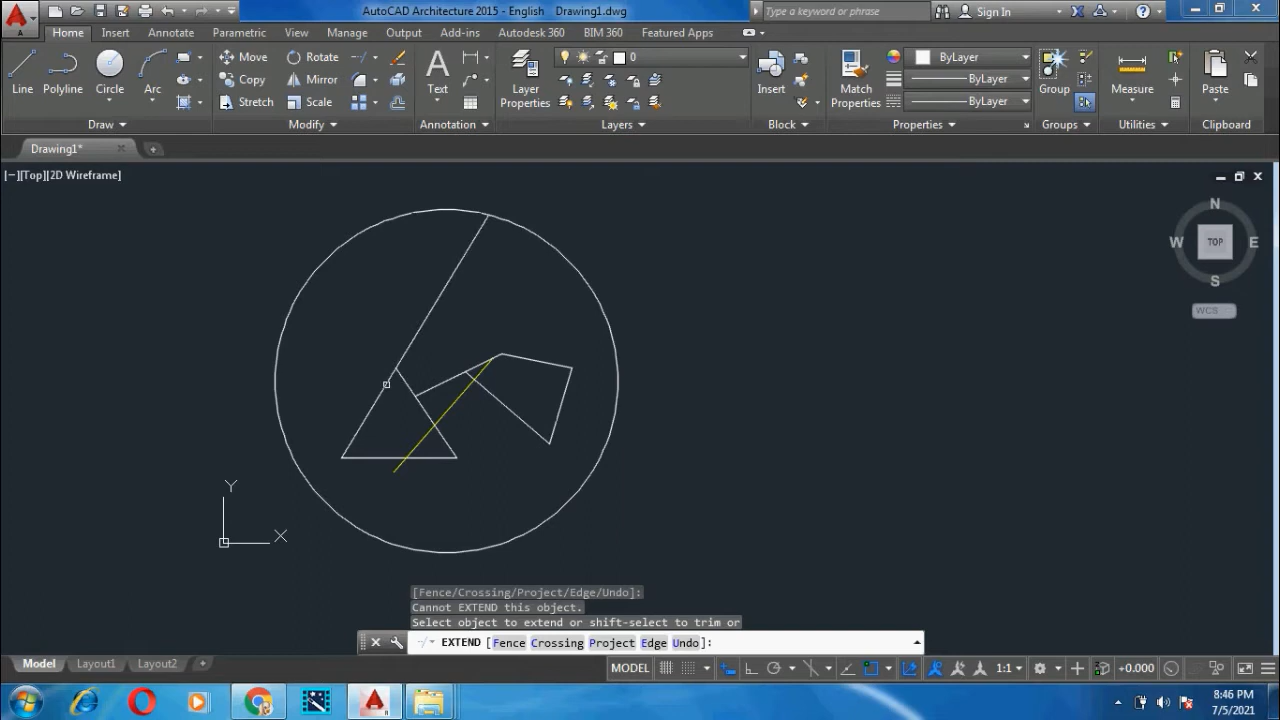 AutoCAD Architecture 2015 - English Drawing1.dwg
Type a keyword or phrase
Sign In
Home Insert Annotate Parametric View Manage Output Add-ins Autodesk 360 BIM 360 Featured Apps
Line Polyline Circle Arc
Move Rotate
Copy Mirror
Stretch Scale
Text
Layer Properties
0
Insert
Match Properties
ByLayer
ByLayer
ByLayer
Group
Measure
Paste
Draw Modify Annotation Layers Block Properties Groups Utilities Clipboard
Drawing1*
[−][Top][2D Wireframe]
N
W TOP E
S
WCS
Y
X
[Fence/Crossing/Project/Edge/Undo]:
Cannot EXTEND this object.
Select object to extend or shift-select to trim or
EXTEND [Fence Crossing Project Edge Undo]:
Model Layout1 Layout2
MODEL 1:1 +0.000
8:46 PM
7/5/2021